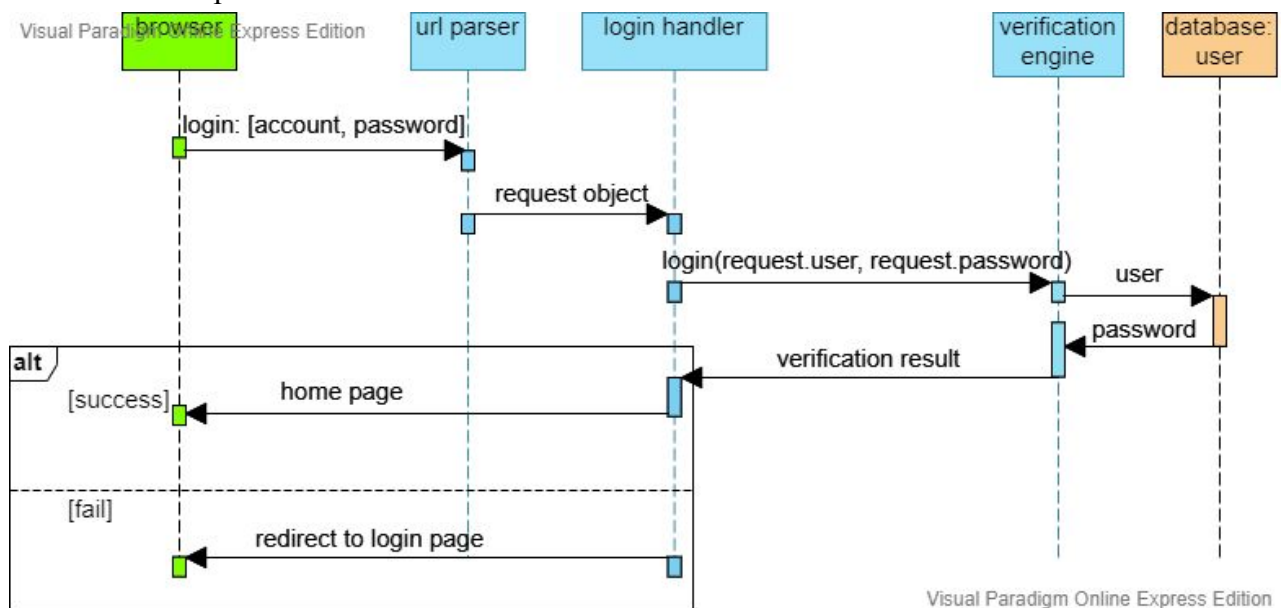 Visual Paradigm Online Express Edition
browser
url parser
login handler
verification
engine
database:
user
login: [account, password]
request object
login(request.user, request.password)
user
password
verification result
alt
[success]
home page
[fail]
redirect to login page
Visual Paradigm Online Express Edition